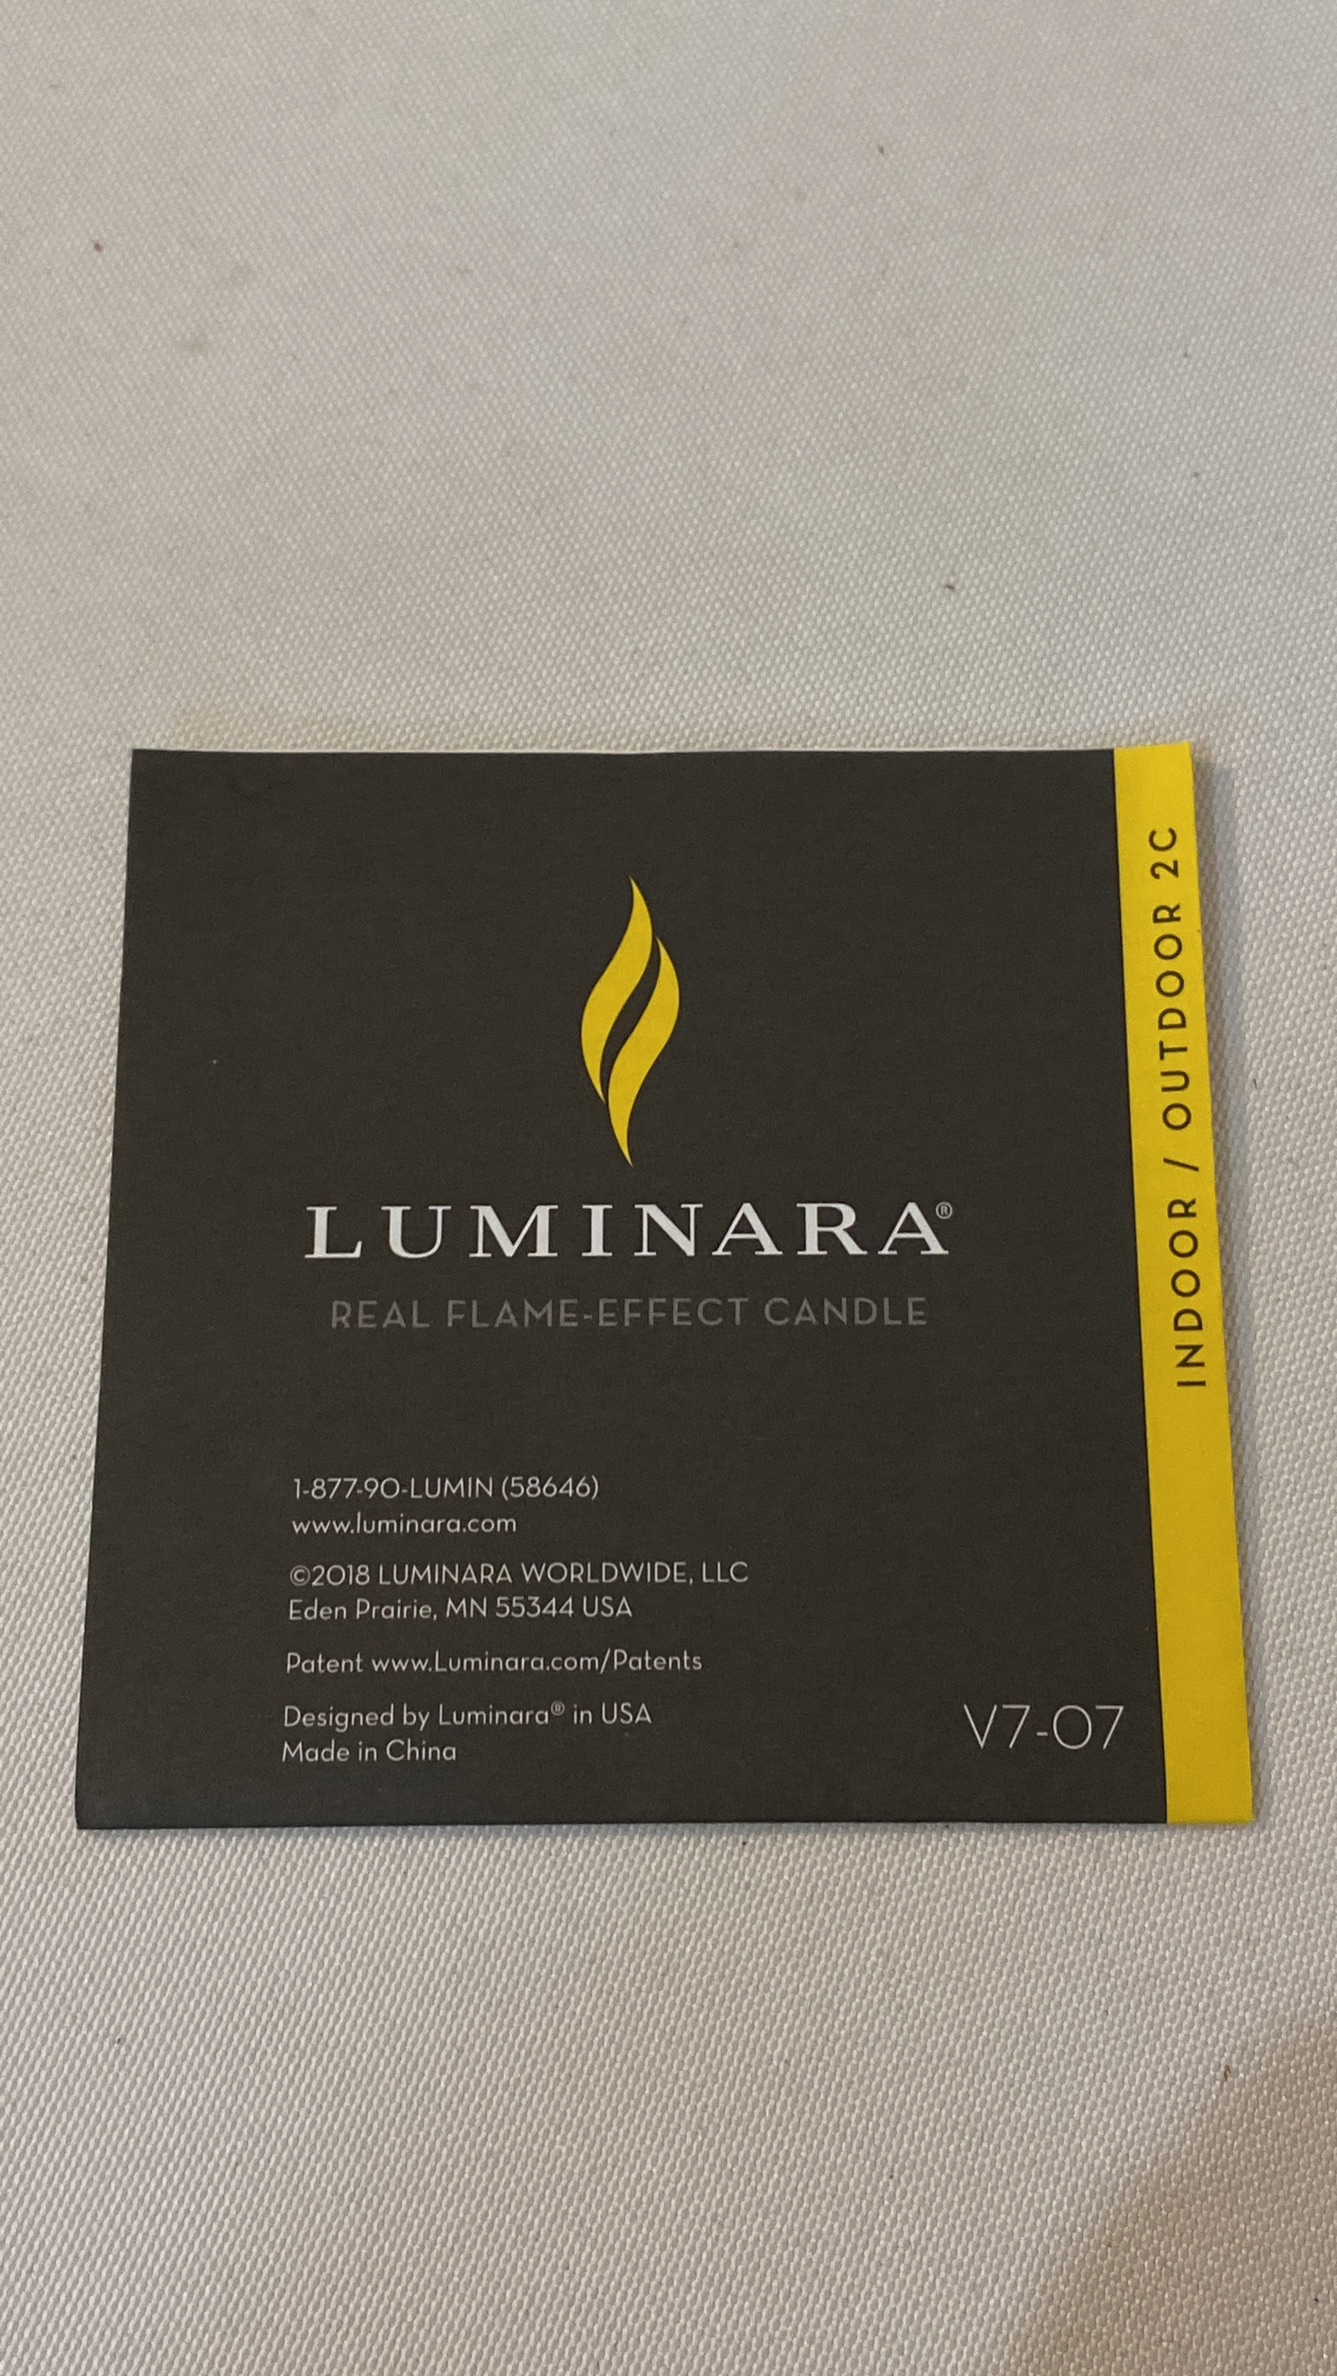 LUMINARA®
REAL FLAME-EFFECT CANDLE
1-877-90-LUMIN (58646)
www.luminara.com
©2018 LUMINARA WORLDWIDE, LLC
Eden Prairie, MN 55344 USA
Patent www.Luminara.com/Patents
Designed by Luminara® in USA
Made in China
V7-07
INDOOR / OUTDOOR 2C